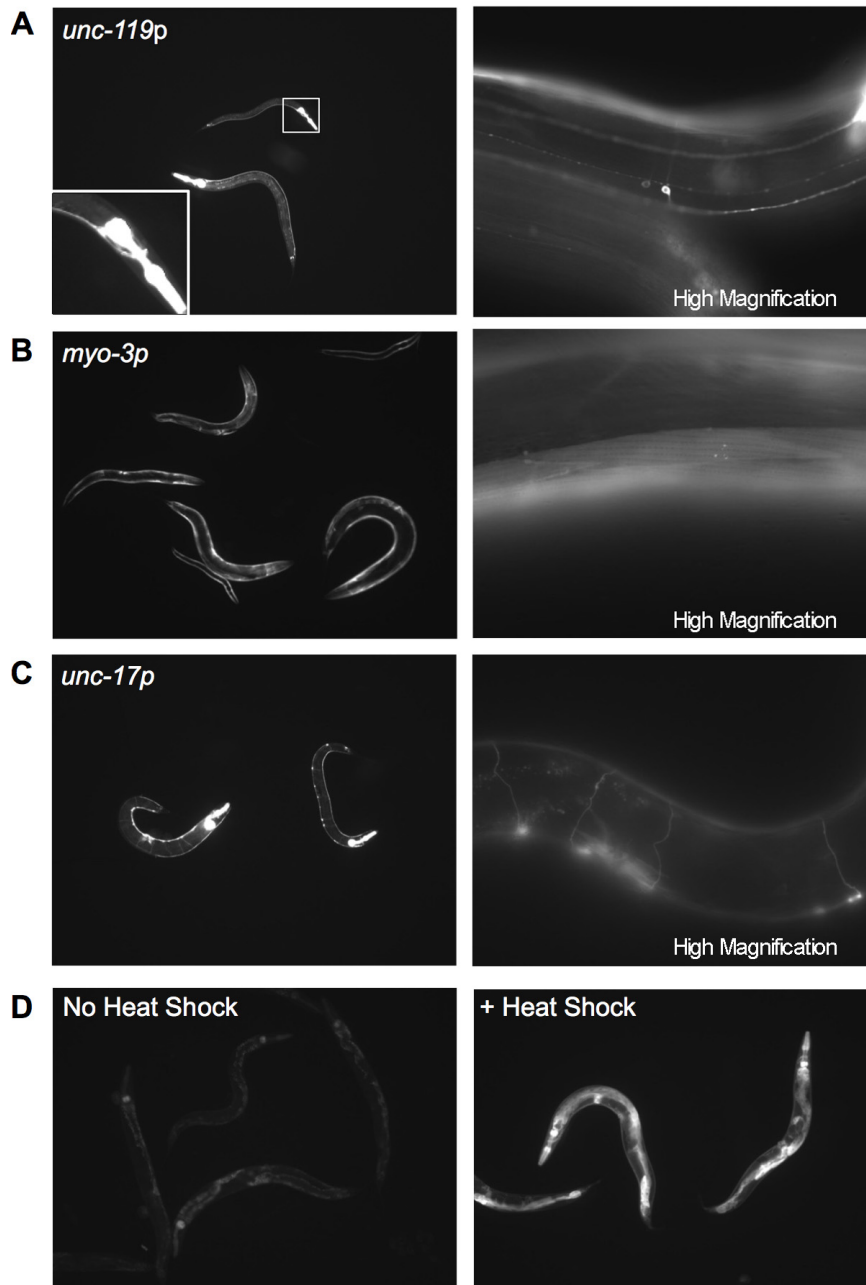 A
unc-119p
High Magnification
B
myo-3p
High Magnification
C
unc-17p
High Magnification
D
No Heat Shock
+ Heat Shock